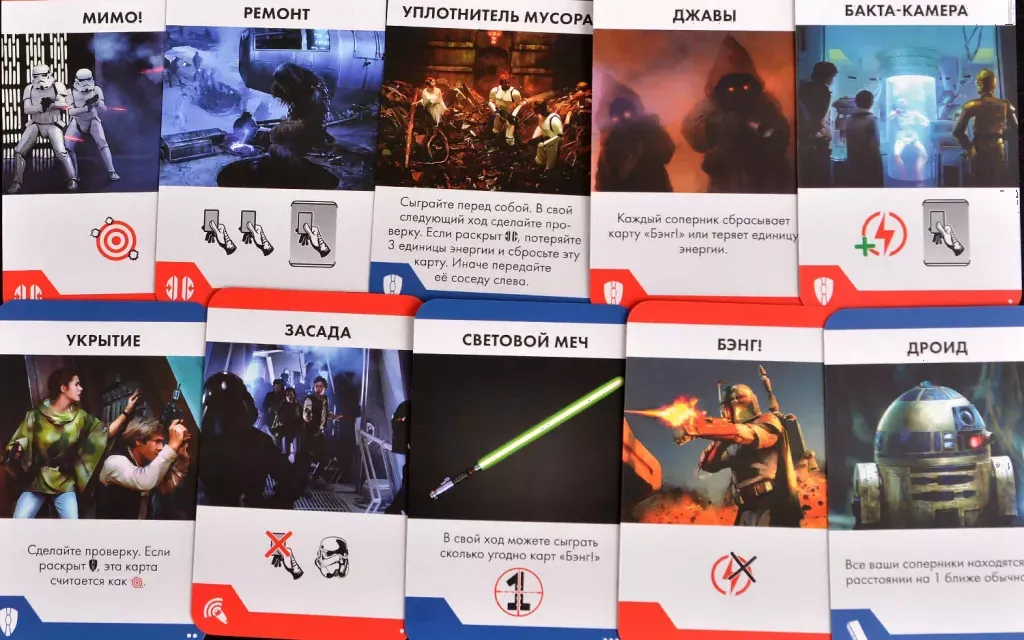 МИМО!
РЕМОНТ
УПЛОТНИТЕЛЬ МУСОРА
Сыграйте перед собой. В свой
следующий ход сделайте про-
верку. Если раскрыт , потеряйте
3 единицы энергии и сбросьте эту
карту. Иначе передайте
её соседу слева.
ДЖАВЫ
Каждый соперник сбрасывает
карту «Бэнг!» или теряет единицу
энергии.
БАКТА-КАМЕРА
УКРЫТИЕ
Сделайте проверку. Если
раскрыт , эта карта
считается как .
ЗАСАДА
СВЕТОВОЙ МЕЧ
В свой ход можете сыграть
сколько угодно карт «Бэнг!»
1
БЭНГ!
ДРОИД
Все ваши соперники находятся
расстоянии на 1 ближе